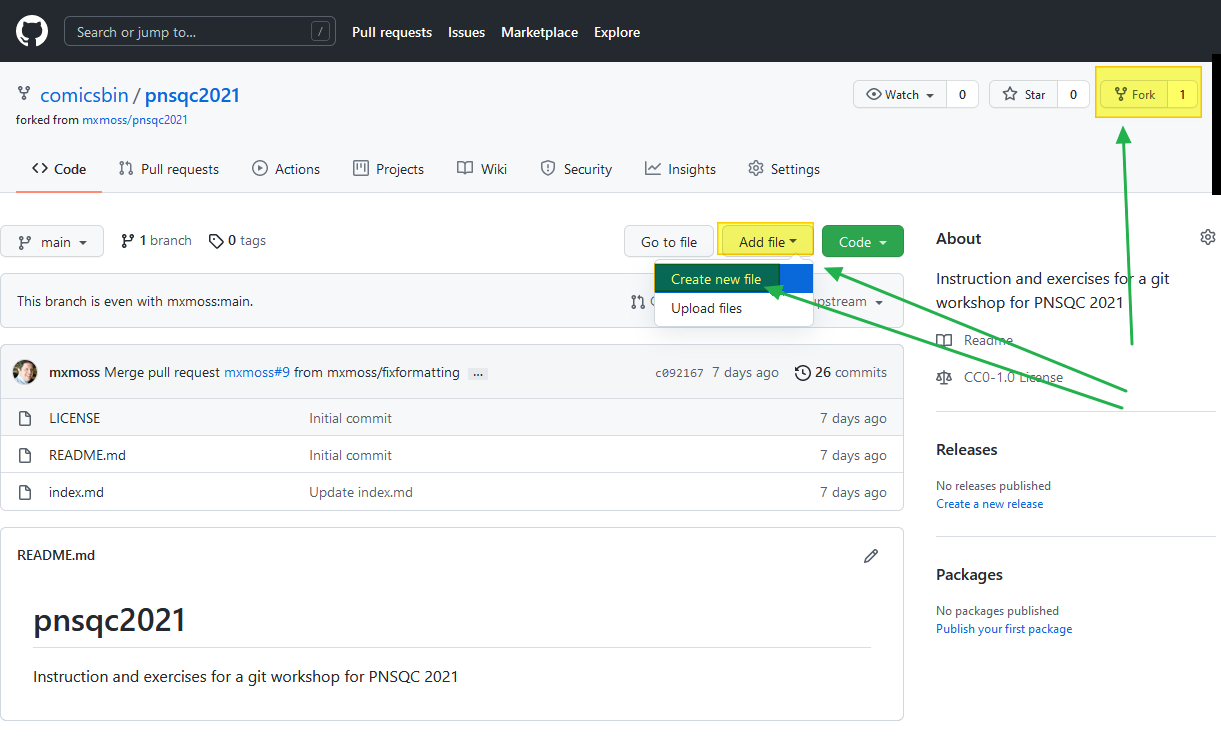 Search or jump to... /
Pull requests Issues Marketplace Explore
comicsbin / pnsqc2021
forked from mxmoss/pnsqc2021
Watch 0 Star 0 Fork 1
Code Pull requests Actions Projects Wiki Security Insights Settings
main 1 branch 0 tags Go to file Add file Code
Create new file
Upload files
This branch is even with mxmoss:main.
mxmoss Merge pull request mxmoss#9 from mxmoss/fixformatting ... c092167 7 days ago 26 commits
LICENSE Initial commit 7 days ago
README.md Initial commit 7 days ago
index.md Update index.md 7 days ago
README.md
pnsqc2021
Instruction and exercises for a git workshop for PNSQC 2021
About
Instruction and exercises for a git
workshop for PNSQC 2021
Readme
CC0-1.0 License
Releases
No releases published
Create a new release
Packages
No packages published
Publish your first package